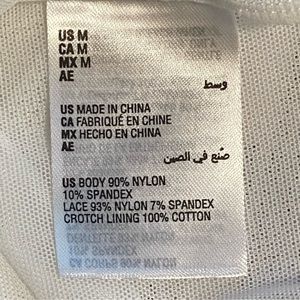 US M
CA M
MX M
AE
وسط
US MADE IN CHINA
CA FABRIQUÉ EN CHINE
MX HECHO EN CHINA
AE
صُنع في الصين
US BODY 90% NYLON
10% SPANDEX
LACE 93% NYLON 7% SPANDEX
CROTCH LINING 100% COTTON